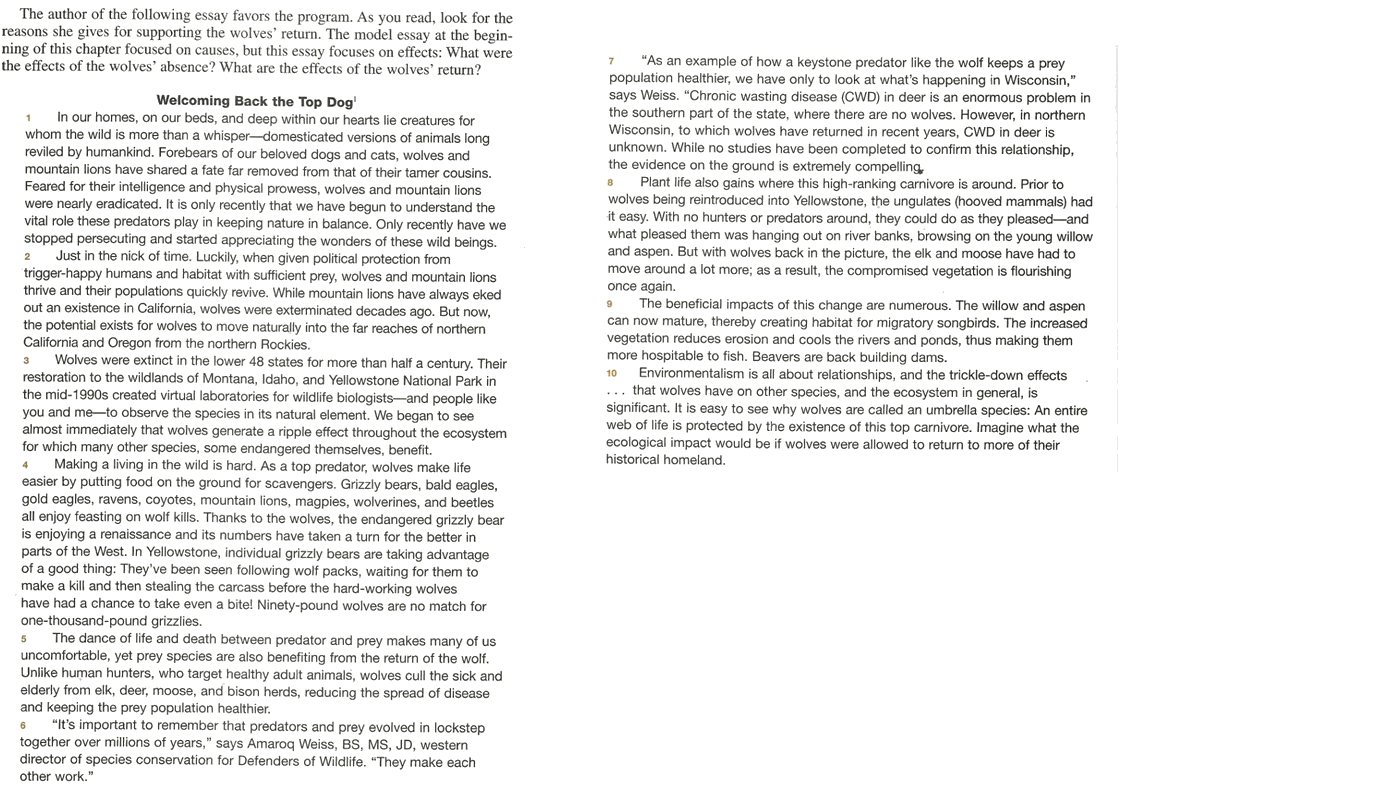 The author of the following essay favors the program. As you read, look for the
reasons she gives for supporting the wolves' return. The model essay at the begin-
ning of this chapter focused on causes, but this essay focuses on effects: What were
the effects of the wolves' absence? What are the effects of the wolves' return?
Welcoming Back the Top Dog¹
1 In our homes, on our beds, and deep within our hearts lie creatures for
whom the wild is more than a whisper—domesticated versions of animals long
reviled by humankind. Forebears of our beloved dogs and cats, wolves and
mountain lions have shared a fate far removed from that of their tamer cousins.
Feared for their intelligence and physical prowess, wolves and mountain lions
were nearly eradicated. It is only recently that we have begun to understand the
vital role these predators play in keeping nature in balance. Only recently have we
stopped persecuting and started appreciating the wonders of these wild beings.
2 Just in the nick of time. Luckily, when given political protection from
trigger-happy humans and habitat with sufficient prey, wolves and mountain lions
thrive and their populations quickly revive. While mountain lions have always eked
out an existence in California, wolves were exterminated decades ago. But now,
the potential exists for wolves to move naturally into the far reaches of northern
California and Oregon from the northern Rockies.
3 Wolves were extinct in the lower 48 states for more than half a century. Their
restoration to the wildlands of Montana, Idaho, and Yellowstone National Park in
the mid-1990s created virtual laboratories for wildlife biologists—and people like
you and me—to observe the species in its natural element. We began to see
almost immediately that wolves generate a ripple effect throughout the ecosystem
for which many other species, some endangered themselves, benefit.
4 Making a living in the wild is hard. As a top predator, wolves make life
easier by putting food on the ground for scavengers. Grizzly bears, bald eagles,
gold eagles, ravens, coyotes, mountain lions, magpies, wolverines, and beetles
all enjoy feasting on wolf kills. Thanks to the wolves, the endangered grizzly bear
is enjoying a renaissance and its numbers have taken a turn for the better in
parts of the West. In Yellowstone, individual grizzly bears are taking advantage
of a good thing: They've been seen following wolf packs, waiting for them to
make a kill and then stealing the carcass before the hard-working wolves
have had a chance to take even a bite! Ninety-pound wolves are no match for
one-thousand-pound grizzlies.
5 The dance of life and death between predator and prey makes many of us
uncomfortable, yet prey species are also benefiting from the return of the wolf.
Unlike human hunters, who target healthy adult animals, wolves cull the sick and
elderly from elk, deer, moose, and bison herds, reducing the spread of disease
and keeping the prey population healthier.
6 "It's important to remember that predators and prey evolved in lockstep
together over millions of years," says Amaroq Weiss, BS, MS, JD, western
director of species conservation for Defenders of Wildlife. "They make each
other work."
7 "As an example of how a keystone predator like the wolf keeps a prey
population healthier, we have only to look at what's happening in Wisconsin,"
says Weiss. "Chronic wasting disease (CWD) in deer is an enormous problem in
the southern part of the state, where there are no wolves. However, in northern
Wisconsin, to which wolves have returned in recent years, CWD in deer is
unknown. While no studies have been completed to confirm this relationship,
the evidence on the ground is extremely compelling.
8 Plant life also gains where this high-ranking carnivore is around. Prior to
wolves being reintroduced into Yellowstone, the ungulates (hooved mammals) had
it easy. With no hunters or predators around, they could do as they pleased—and
what pleased them was hanging out on river banks, browsing on the young willow
and aspen. But with wolves back in the picture, the elk and moose have had to
move around a lot more; as a result, the compromised vegetation is flourishing
once again.
9 The beneficial impacts of this change are numerous. The willow and aspen
can now mature, thereby creating habitat for migratory songbirds. The increased
vegetation reduces erosion and cools the rivers and ponds, thus making them
more hospitable to fish. Beavers are back building dams.
10 Environmentalism is all about relationships, and the trickle-down effects
. . . that wolves have on other species, and the ecosystem in general, is
significant. It is easy to see why wolves are called an umbrella species: An entire
web of life is protected by the existence of this top carnivore. Imagine what the
ecological impact would be if wolves were allowed to return to more of their
historical homeland.